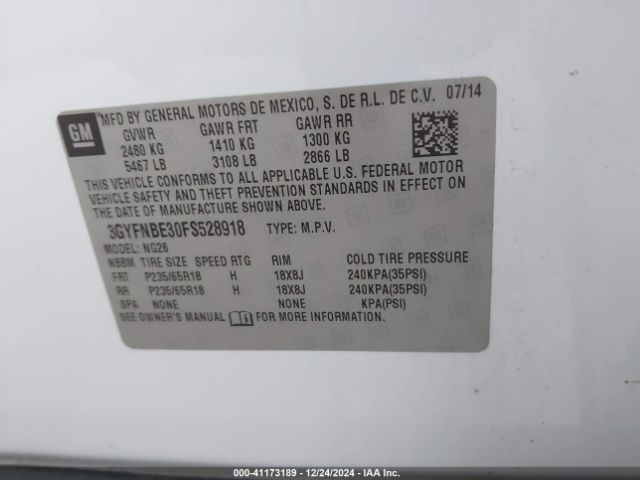 GM
MFD BY GENERAL MOTORS DE MEXICO, S. DE R.L. DE C.V. 07/14
GVWR GAWR FRT GAWR RR
2480 KG 1410 KG 1300 KG
5467 LB 3108 LB 2866 LB
THIS VEHICLE CONFORMS TO ALL APPLICABLE U.S. FEDERAL MOTOR
VEHICLE SAFETY AND THEFT PREVENTION STANDARDS IN EFFECT ON
THE DATE OF MANUFACTURE SHOWN ABOVE.
3GYFNBE30FS528918 TYPE: M.P.V.
MODEL: NG26
NBBM TIRE SIZE SPEED RTG RIM COLD TIRE PRESSURE
FRT P235/65R18 H 18X8J 240KPA(35PSI)
RR P235/65R18 H 18X8J 240KPA(35PSI)
SPA NONE NONE KPA(PSI)
SEE OWNER'S MANUAL FOR MORE INFORMATION.
000-41173189 - 12/24/2024 - IAA Inc.